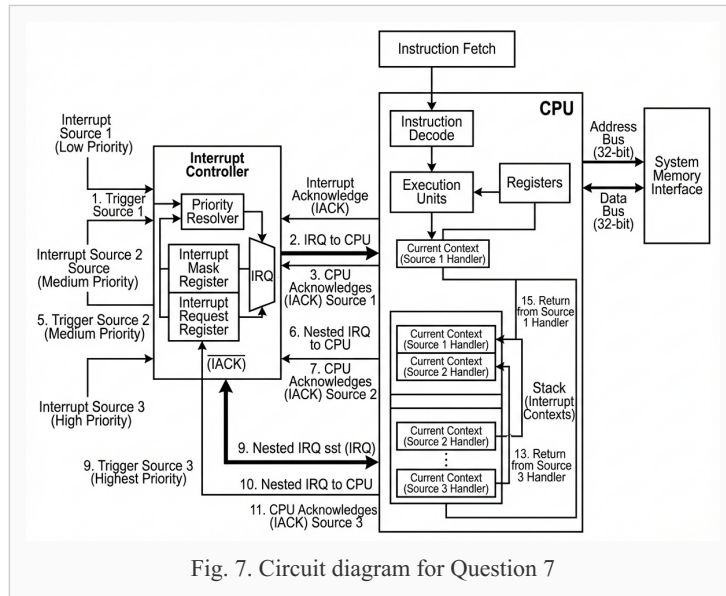 Instruction Fetch
CPU
Instruction
Decode
Execution
Units
Registers
Current Context
(Source 1 Handler)
Address
Bus
(32-bit)
Data
Bus
(32-bit)
System
Memory
Interface
Interrupt
Source 1
(Low Priority)
1. Trigger
Source 1
Interrupt Source 2
Source
(Medium Priority)
5. Trigger Source 2
(Medium Priority)
Interrupt Source 3
(High Priority)
9. Trigger Source 3
(Highest Priority)
Interrupt
Controller
Priority
Resolver
Interrupt
Mask
Register
Interrupt
Request
Register
IRQ
(IACK)
Interrupt
Acknowledge
(IACK)
2. IRQ to CPU
3. CPU
Acknowledges
(IACK) Source 1
6. Nested IRQ
to CPU
7. CPU
Acknowledges
(IACK) Source 2
9. Nested IRQ sst (IRQ)
10. Nested IRQ to CPU
11. CPU Acknowledges
(IACK) Source 3
Current Context
(Source 1 Handler)
Current Context
(Source 2 Handler)
Current Context
(Source 2 Handler)
Current Context
(Source 3 Handler)
15. Return
from Source
1 Handler
Stack
(Interrupt
Contexts)
13. Return
from Source
3 Handler
Fig. 7. Circuit diagram for Question 7